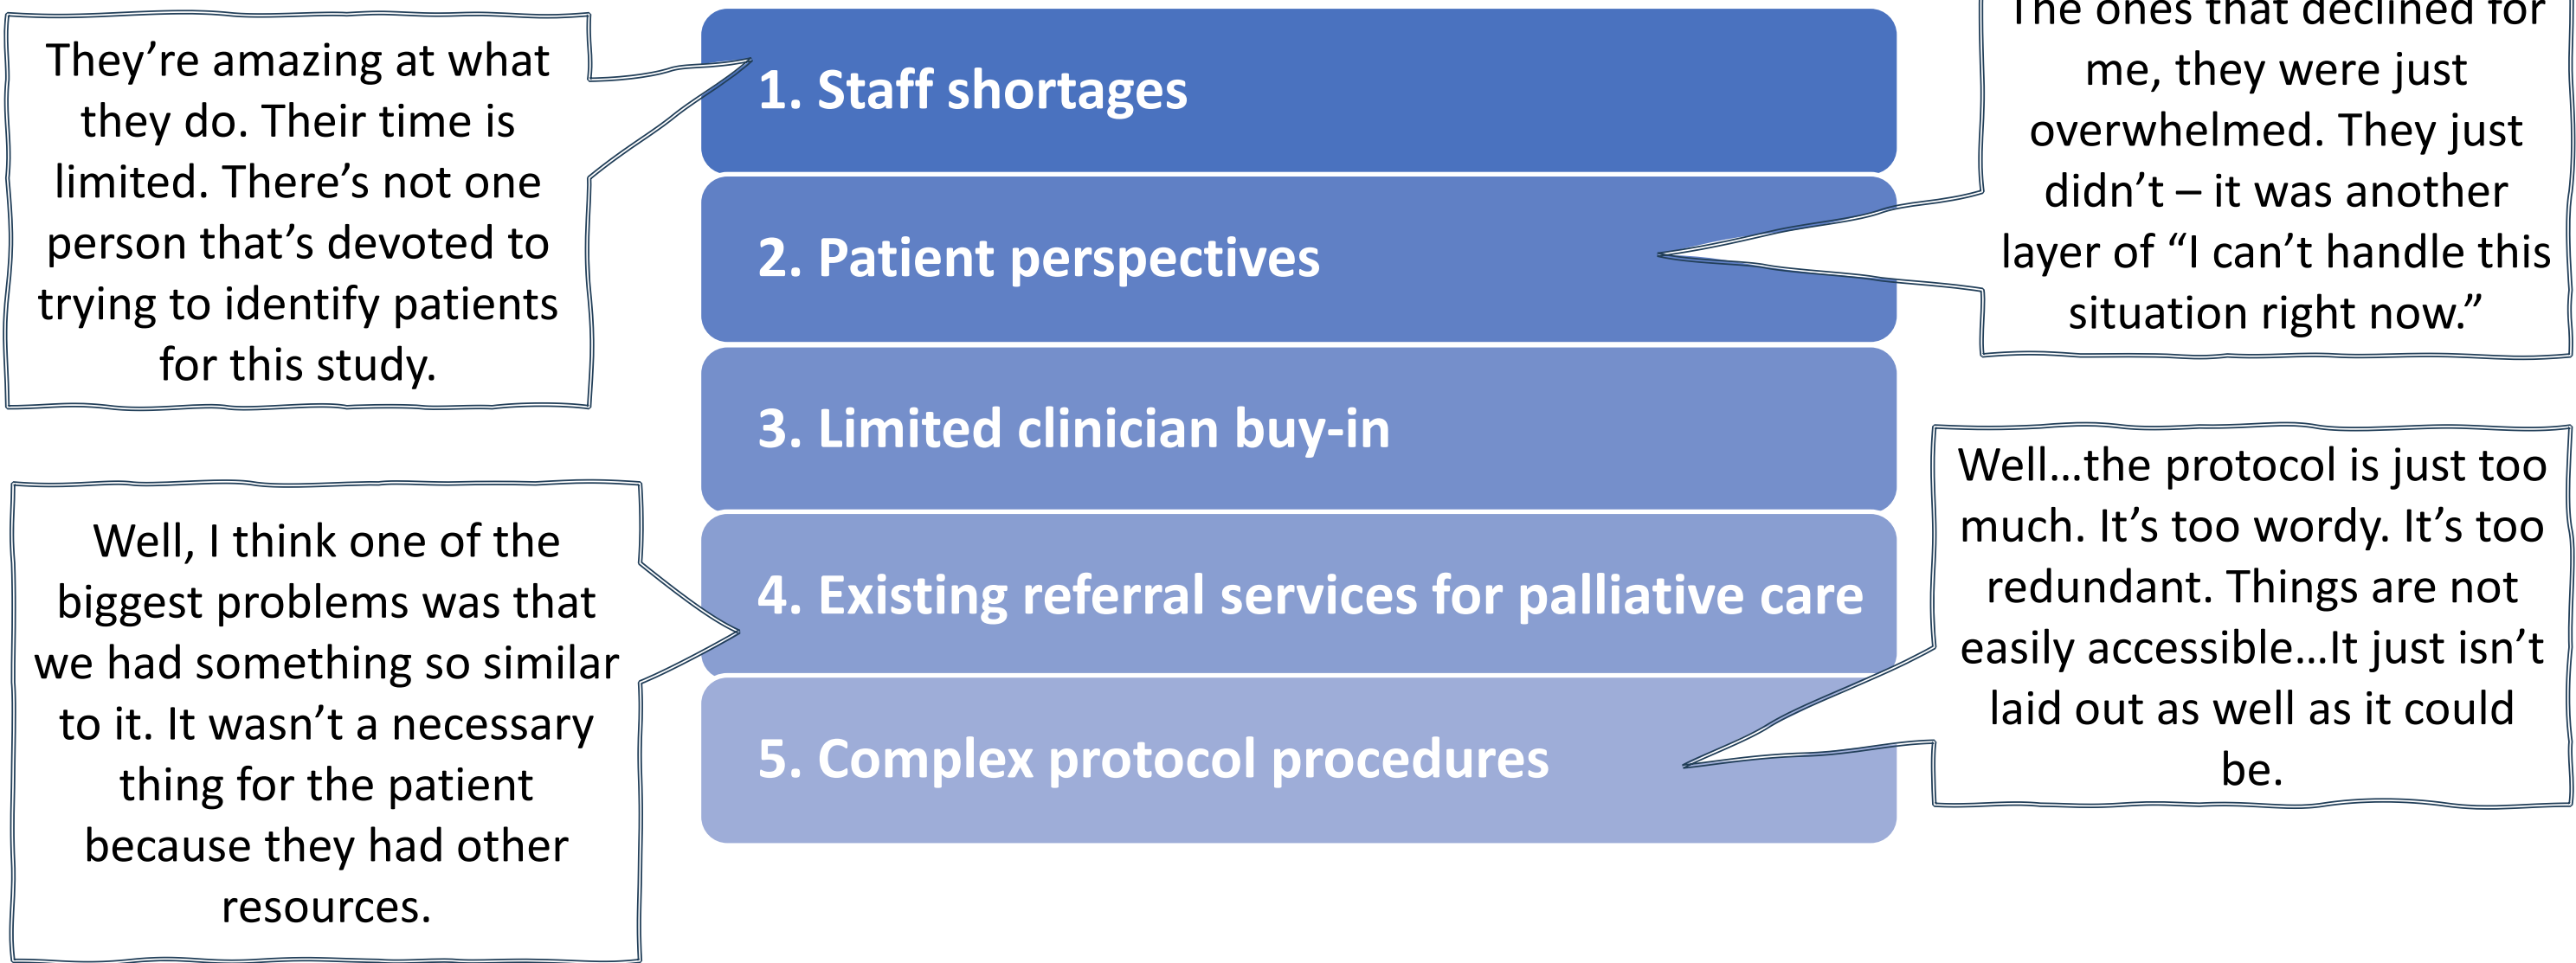 They’re amazing at what
they do. Their time is
limited. There’s not one
person that’s devoted to
trying to identify patients
for this study.
1. Staff shortages
The ones that declined for
me, they were just
overwhelmed. They just
didn’t – it was another
layer of “I can’t handle this
situation right now.”
2. Patient perspectives
3. Limited clinician buy-in
Well, I think one of the
biggest problems was that
we had something so similar
to it. It wasn’t a necessary
thing for the patient
because they had other
resources.
4. Existing referral services for palliative care
Well…the protocol is just too
much. It’s too wordy. It’s too
redundant. Things are not
easily accessible…It just isn’t
laid out as well as it could
be.
5. Complex protocol procedures